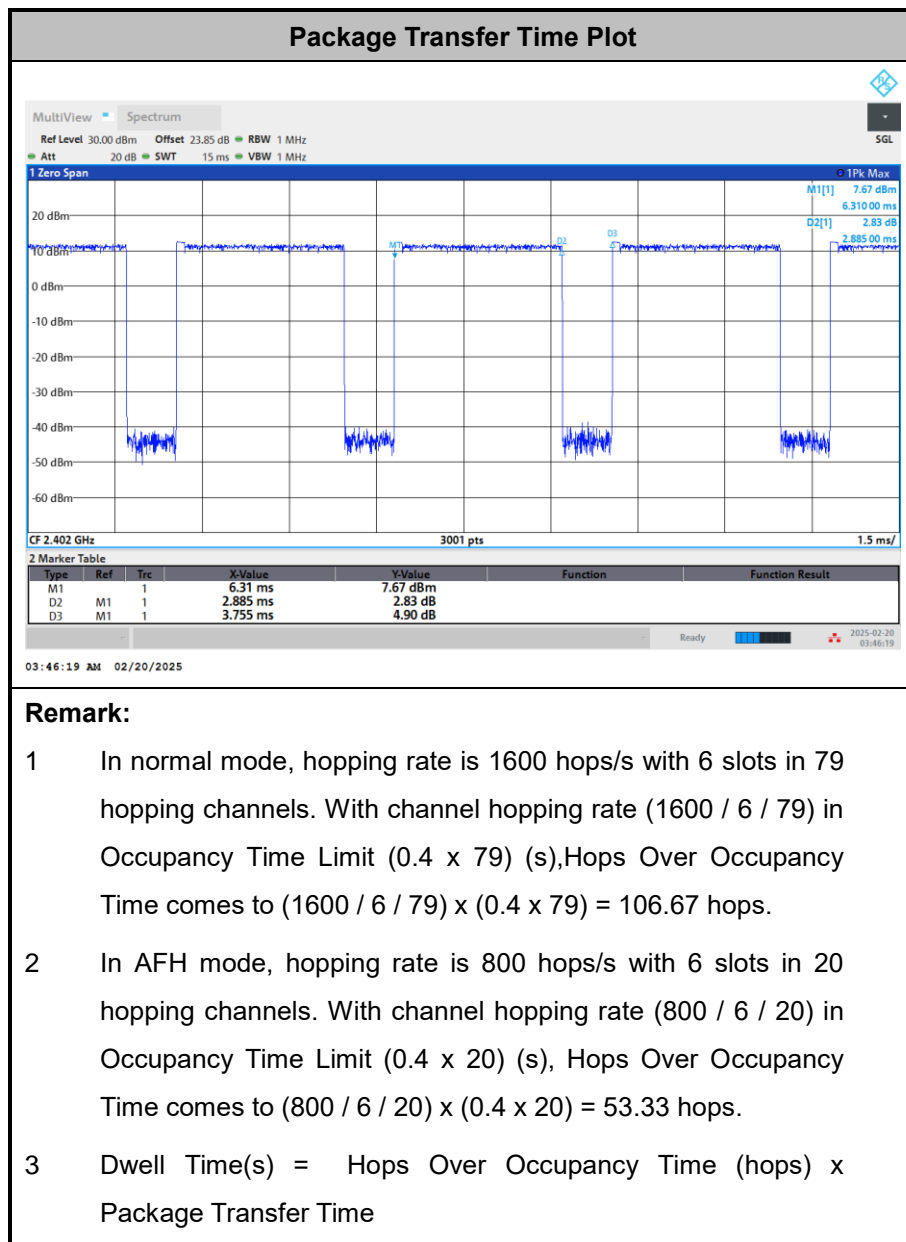 Package Transfer Time Plot
MultiView Spectrum
Ref Level 30.00 dBm Offset 23.85 dB RBW 1 MHz
SGL
Att 20 dB SWT 15 ms VBW 1 MHz
1 Zero Span 1Pk Max
M1[1] 7.67 dBm
6.310 00 ms
D2[1] 2.83 dB
2.885 00 ms
20 dBm
M1 D2 D3
10 dBm
0 dBm
-10 dBm
-20 dBm
-30 dBm
-40 dBm
-50 dBm
-60 dBm
CF 2.402 GHz 3001 pts 1.5 ms/
2 Marker Table
Type Ref Trc X-Value Y-Value Function Function Result
M1 1 6.31 ms 7.67 dBm
D2 M1 1 2.885 ms 2.83 dB
D3 M1 1 3.755 ms 4.90 dB
Ready 2025-02-20
03:46:19
03:46:19 AM 02/20/2025
Remark:
1 In normal mode, hopping rate is 1600 hops/s with 6 slots in 79
hopping channels. With channel hopping rate (1600 / 6 / 79) in
Occupancy Time Limit (0.4 x 79) (s),Hops Over Occupancy
Time comes to (1600 / 6 / 79) x (0.4 x 79) = 106.67 hops.
2 In AFH mode, hopping rate is 800 hops/s with 6 slots in 20
hopping channels. With channel hopping rate (800 / 6 / 20) in
Occupancy Time Limit (0.4 x 20) (s), Hops Over Occupancy
Time comes to (800 / 6 / 20) x (0.4 x 20) = 53.33 hops.
3 Dwell Time(s) = Hops Over Occupancy Time (hops) x
Package Transfer Time